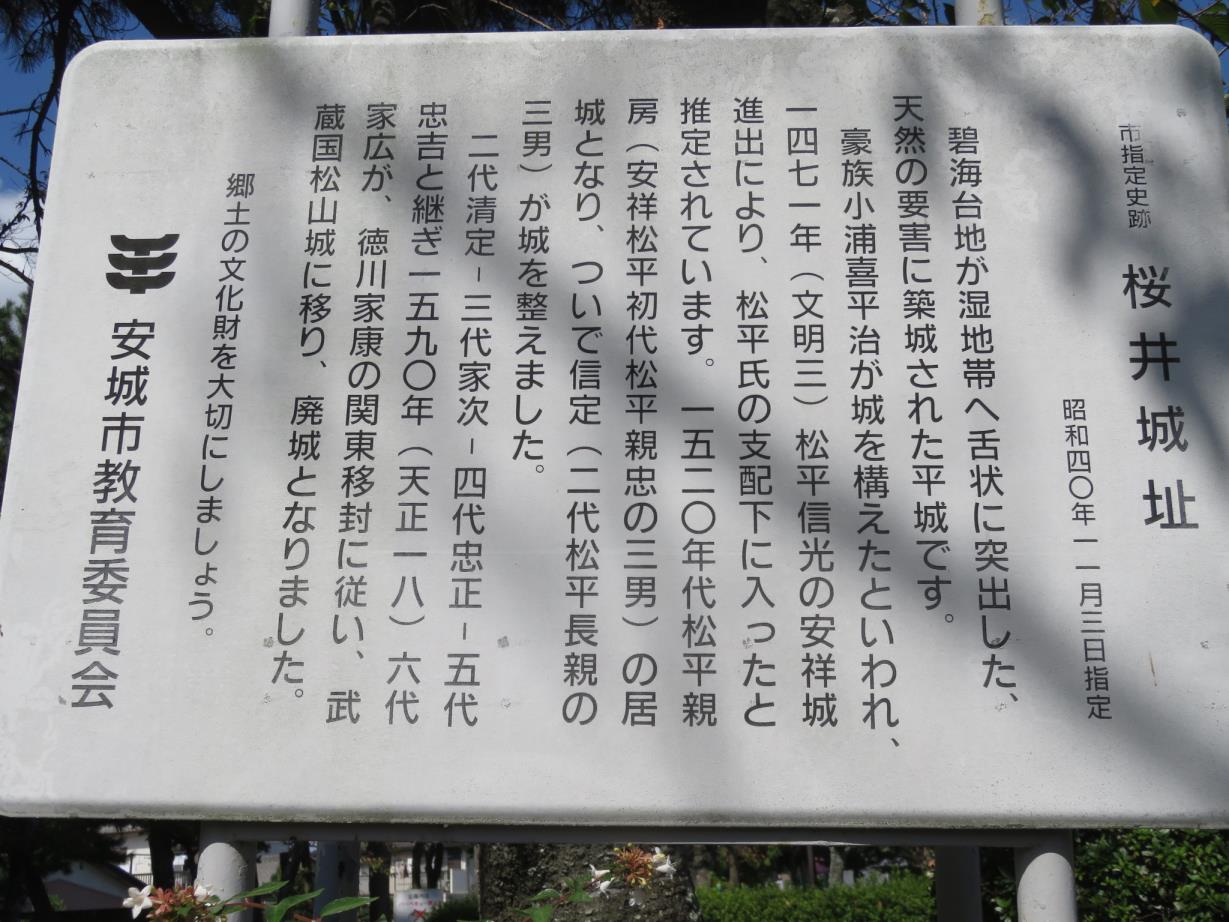 市指定史跡　桜井城址
昭和四〇年一一月三日指定
碧海台地が湿地帯へ舌状に突出した、
天然の要害に築城された平城です。
豪族小浦喜平治が城を構えたといわれ、
一四七一年（文明三）松平信光の安祥城
進出により、松平氏の支配下に入ったと
推定されています。一五二〇年代松平親
房（安祥松平初代松平親忠の三男）の居
城となり、ついで信定（二代松平長親の
三男）が城を整えました。
二代清定－三代家次－四代忠正－五代
忠吉と継ぎ一五九〇年（天正一八）六代
家広が、徳川家康の関東移封に従い、武
蔵国松山城に移り、廃城となりました。
郷土の文化財を大切にしましょう。
安城市教育委員会